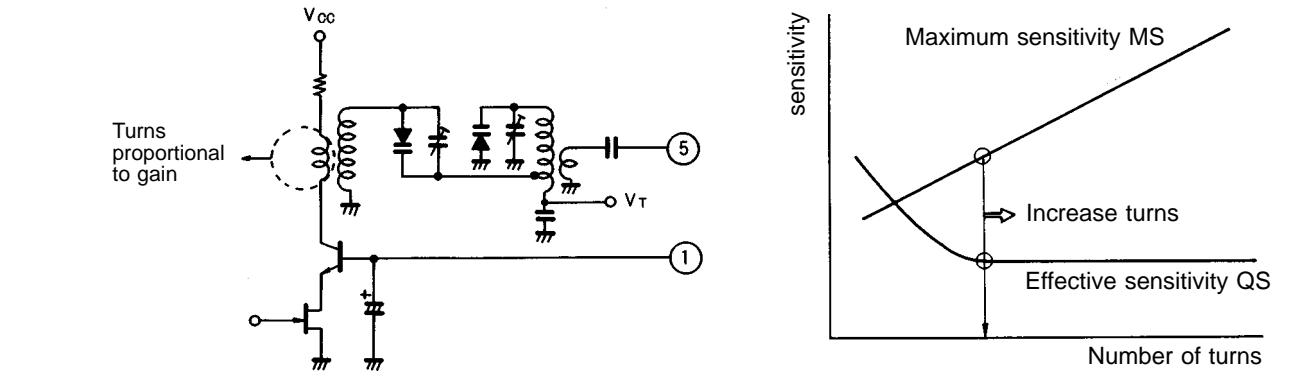 VCC
Turns
proportional
to gain
5
VT
1
+
sensitivity
Maximum sensitivity MS
Increase turns
Effective sensitivity QS
Number of turns